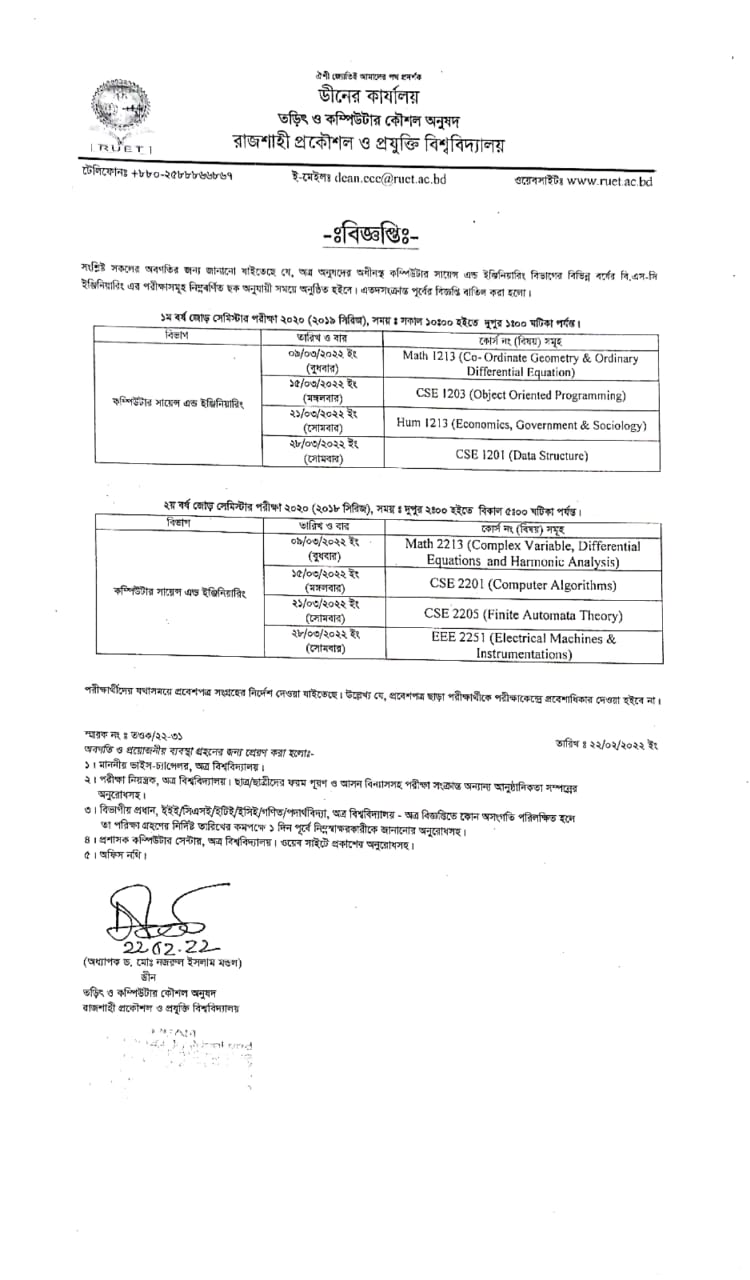 ঐশী জ্যোতিই আমাদের পথ প্রদর্শক
ডীনের কার্যালয়
তড়িৎ ও কম্পিউটার কৌশল অনুষদ
রাজশাহী প্রকৌশল ও প্রযুক্তি বিশ্ববিদ্যালয়
RUET
টেলিফোনঃ +৮৮০-২৫৮৮৮৬৬৮৬৭
ই-মেইলঃ dean.ece@ruet.ac.bd
ওয়েবসাইটঃ www.ruet.ac.bd
-ঃবিজ্ঞপ্তিঃ-
সংশ্লিষ্ট সকলের অবগতির জন্য জানানো যাইতেছে যে, অত্র অনুষদের অধীনস্থ কম্পিউটার সায়েন্স এন্ড ইঞ্জিনিয়ারিং বিভাগের বিভিন্ন বর্ষের বি.এস-সি
ইঞ্জিনিয়ারিং এর পরীক্ষাসমূহ নিম্নবর্ণিত ছক অনুযায়ী সময়ে অনুষ্ঠিত হইবে। এতদসংক্রান্ত পূর্বের বিজ্ঞপ্তি বাতিল করা হলো।
১ম বর্ষ জোড় সেমিস্টার পরীক্ষা ২০২০ (২০১৯ সিরিজ), সময় ঃ সকাল ১০ঃ০০ হইতে দুপুর ১ঃ০০ ঘটিকা পর্যন্ত।
বিভাগ তারিখ ও বার কোর্স নং (বিষয়) সমূহ
কম্পিউটার সায়েন্স এন্ড ইঞ্জিনিয়ারিং
০৯/০৩/২০২২ ইং Math 1213 (Co- Ordinate Geometry & Ordinary
(বুধবার) Differential Equation)
১৫/০৩/২০২২ ইং CSE 1203 (Object Oriented Programming)
(মঙ্গলবার)
২১/০৩/২০২২ ইং Hum 1213 (Economics, Government & Sociology)
(সোমবার)
২৮/০৩/২০২২ ইং CSE 1201 (Data Structure)
(সোমবার)
২য় বর্ষ জোড় সেমিস্টার পরীক্ষা ২০২০ (২০১৮ সিরিজ), সময় ঃ দুপুর ২ঃ০০ হইতে বিকাল ৫ঃ০০ ঘটিকা পর্যন্ত।
বিভাগ তারিখ ও বার কোর্স নং (বিষয়) সমূহ
কম্পিউটার সায়েন্স এন্ড ইঞ্জিনিয়ারিং
০৯/০৩/২০২২ ইং Math 2213 (Complex Variable, Differential
(বুধবার) Equations and Harmonic Analysis)
১৫/০৩/২০২২ ইং CSE 2201 (Computer Algorithms)
(মঙ্গলবার)
২১/০৩/২০২২ ইং CSE 2205 (Finite Automata Theory)
(সোমবার)
২৮/০৩/২০২২ ইং EEE 2251 (Electrical Machines &
(সোমবার) Instrumentations)
পরীক্ষার্থীদের যথাসময়ে প্রবেশপত্র সংগ্রহের নির্দেশ দেওয়া যাইতেছে। উল্লেখ্য যে, প্রবেশপত্র ছাড়া পরীক্ষার্থীকে পরীক্ষাকেন্দ্রে প্রবেশাধিকার দেওয়া হইবে না।
স্মারক নং ঃ তওক/২২-৩১
তারিখ ঃ ২২/০২/২০২২ ইং
অবগতি ও প্রয়োজনীয় ব্যবস্থা গ্রহনের জন্য প্রেরণ করা হলোঃ-
১। মাননীয় ভাইস-চ্যান্সেলর, অত্র বিশ্ববিদ্যালয়।
২। পরীক্ষা নিয়ন্ত্রক, অত্র বিশ্ববিদ্যালয়। ছাত্র/ছাত্রীদের ফরম পূরণ ও আসন বিন্যাসসহ পরীক্ষা সংক্রান্ত অন্যান্য আনুষ্ঠানিকতা সম্পন্নের
অনুরোধসহ।
৩। বিভাগীয় প্রধান, ইইই/সিএসই/ইটিই/ইসিই/গণিত/পদার্থবিদ্যা, অত্র বিশ্ববিদ্যালয় - অত্র বিজ্ঞপ্তিতে কোন অসংগতি পরিলক্ষিত হলে
তা পরিক্ষা গ্রহণের নির্দিষ্ট তারিখের কমপক্ষে ১ দিন পূর্বে নিম্নস্বাক্ষরকারীকে জানানোর অনুরোধসহ।
৪। প্রশাসক কম্পিউটার সেন্টার, অত্র বিশ্ববিদ্যালয়। ওয়েব সাইটে প্রকাশের অনুরোধসহ।
৫। অফিস নথি।
22.02.22
(অধ্যাপক ড. মোঃ নজরুল ইসলাম মন্ডল)
ডীন
তড়িৎ ও কম্পিউটার কৌশল অনুষদ
রাজশাহী প্রকৌশল ও প্রযুক্তি বিশ্ববিদ্যালয়